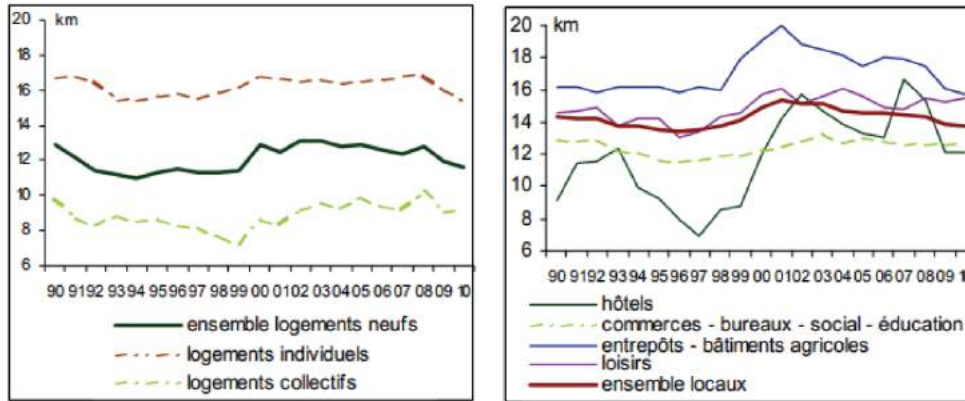 km
20
18
16
14
12
10
8
6
90 91 92 93 94 95 96 97 98 99 00 01 02 03 04 05 06 07 08 09 10
ensemble logements neufs
logements individuels
logements collectifs
km
20
18
16
14
12
10
8
6
90 91 92 93 94 95 96 97 98 99 00 01 02 03 04 05 06 07 08 09 10
hôtels
commerces - bureaux - social - éducation
entrepôts - bâtiments agricoles
loisirs
ensemble locaux